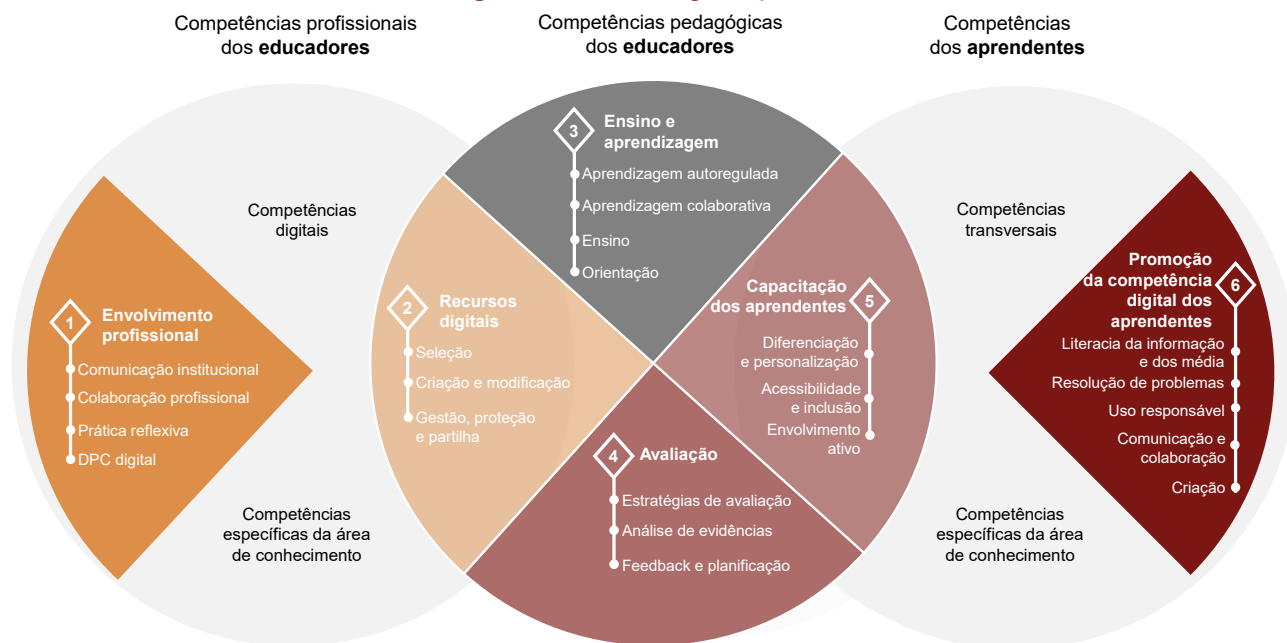 Competências profissionais
dos educadores
Competências pedagógicas
dos educadores
Competências
dos aprendentes
Competências
digitais
1
Envolvimento
profissional
Comunicação institucional
Colaboração profissional
Prática reflexiva
DPC digital
Competências
específicas da área
de conhecimento
2
Recursos
digitais
Seleção
Criação e modificação
Gestão, proteção
e partilha
3
Ensino e
aprendizagem
Aprendizagem autoregulada
Aprendizagem colaborativa
Ensino
Orientação
4
Avaliação
Estratégias de avaliação
Análise de evidências
Feedback e planificação
Capacitação
dos aprendentes
5
Diferenciação
e personalização
Acessibilidade
e inclusão
Envolvimento
ativo
Competências
transversais
Promoção
da competência
digital dos
aprendentes
6
Literacia da informação
e dos média
Resolução de problemas
Uso responsável
Comunicação e
colaboração
Criação
Competências
específicas da área
de conhecimento